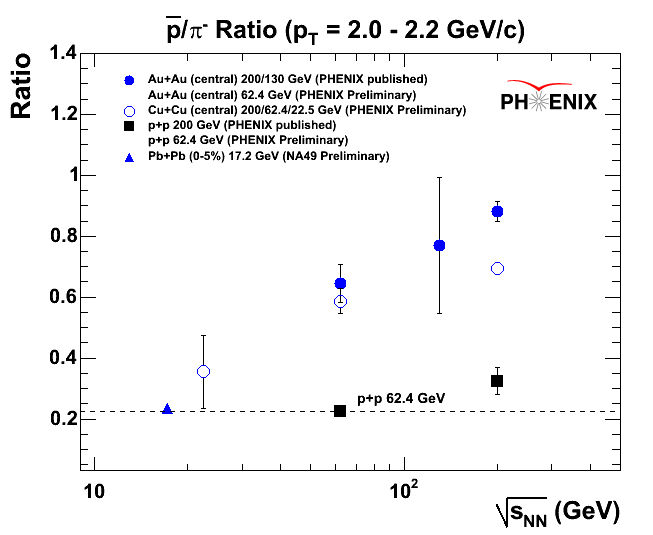 p̅/π⁻ Ratio (p_T = 2.0 - 2.2 GeV/c)
Ratio
1.4
1.2
1
0.8
0.6
0.4
0.2
Au+Au (central) 200/130 GeV (PHENIX published)
Au+Au (central) 62.4 GeV (PHENIX Preliminary)
Cu+Cu (central) 200/62.4/22.5 GeV (PHENIX Preliminary)
p+p 200 GeV (PHENIX published)
p+p 62.4 GeV (PHENIX Preliminary)
Pb+Pb (0-5%) 17.2 GeV (NA49 Preliminary)
PHENIX
p+p 62.4 GeV
10
10²
√s_NN (GeV)